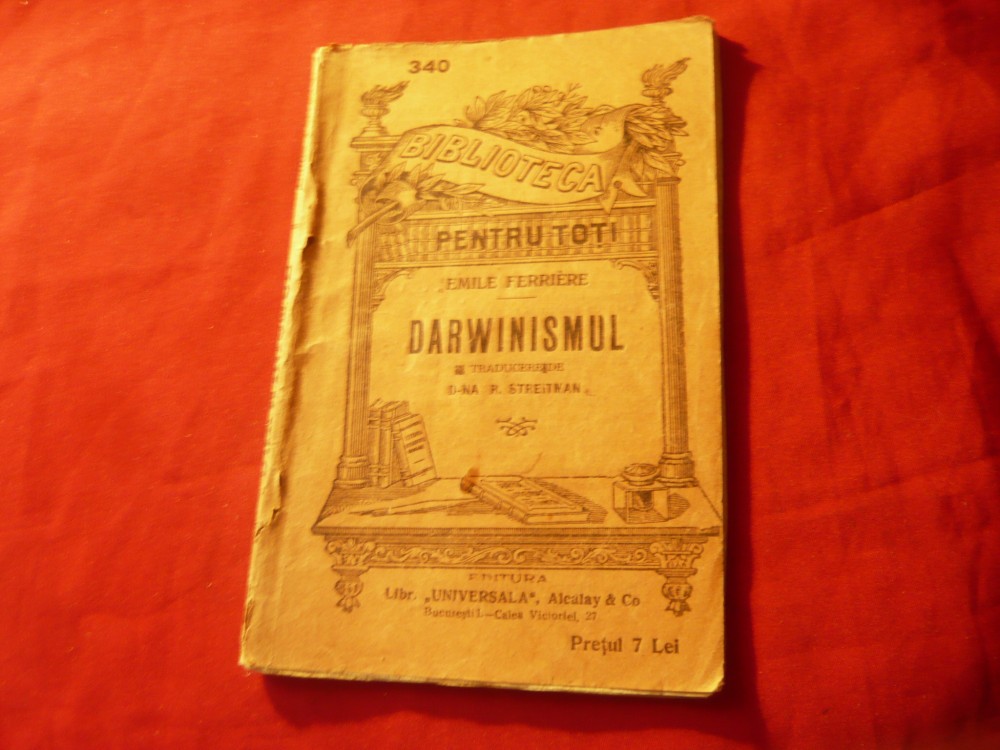 340
BIBLIOTECA
PENTRU TOTI
EMILE FERRIÈRE
DARWINISMUL
TRADUCERE DE
D-NA R. STREITMAN
EDITURA
Libr. „UNIVERSALA", Alcalay & Co
București I.—Calea Victoriei, 27
Prețul 7 Lei